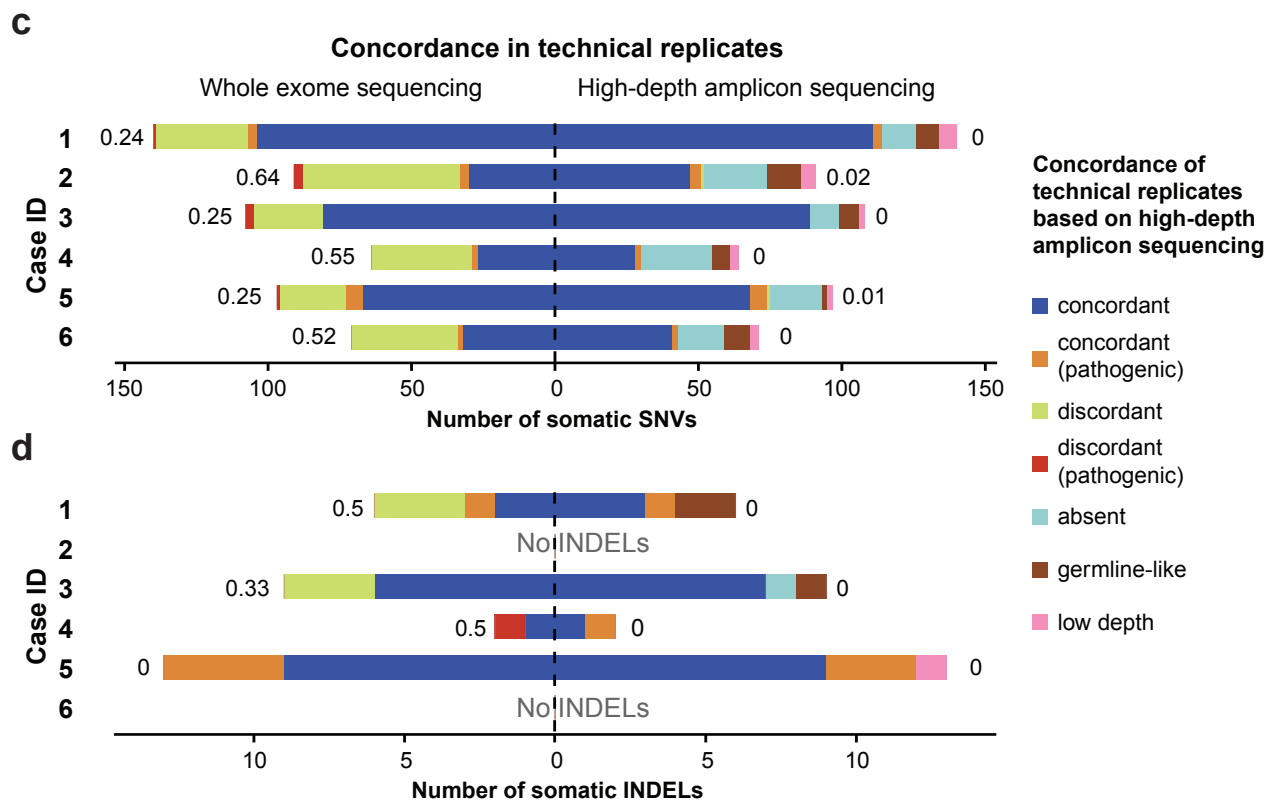 c
Concordance in technical replicates
Whole exome sequencing High-depth amplicon sequencing
Case ID
1 0.24 0
2 0.64 0.02
3 0.25 0
4 0.55 0
5 0.25 0.01
6 0.52 0
150 100 50 0 50 100 150
Number of somatic SNVs
Concordance of
technical replicates
based on high-depth
amplicon sequencing
concordant
concordant
(pathogenic)
discordant
discordant
(pathogenic)
absent
germline-like
low depth
d
Case ID
1 0.5 0
2 No INDELs
3 0.33 0
4 0.5 0
5 0 0
6 No INDELs
10 5 0 5 10
Number of somatic INDELs